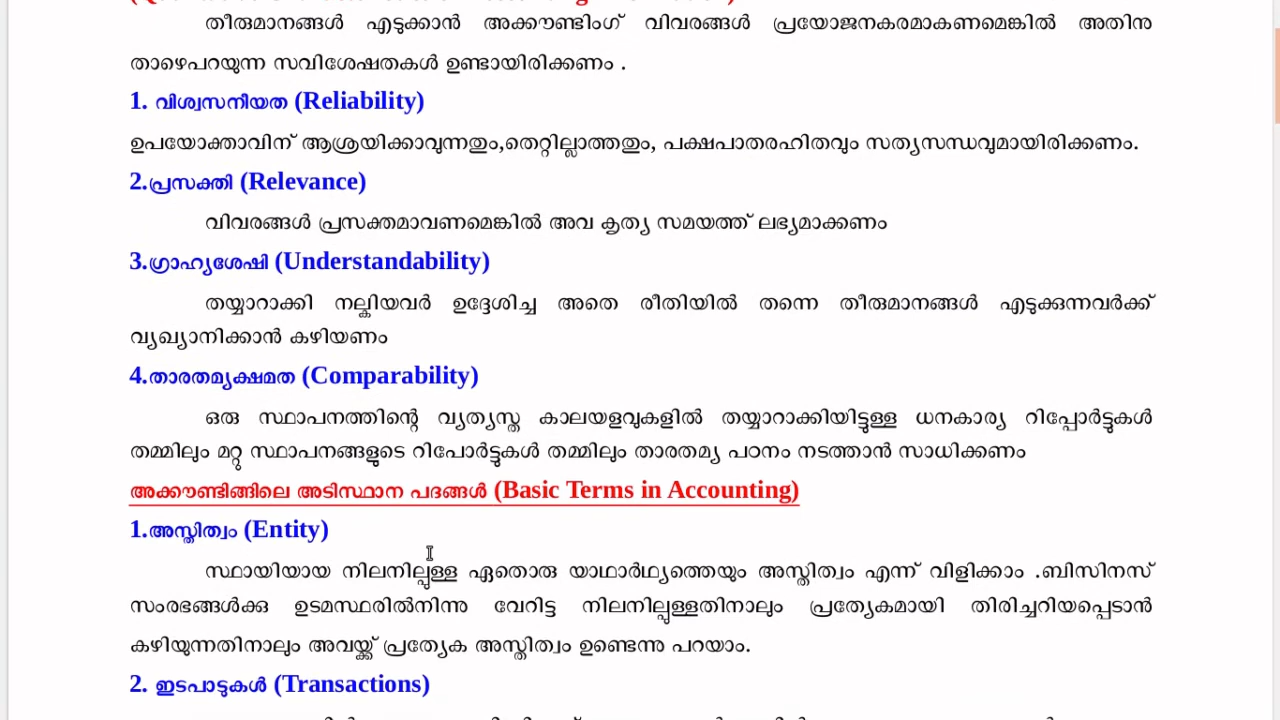 തീരുമാനങ്ങൾ എടുക്കാൻ അക്കൗണ്ടിംഗ് വിവരങ്ങൾ പ്രയോജനകരമാകണമെങ്കിൽ അതിനു
താഴെപറയുന്ന സവിശേഷതകൾ ഉണ്ടായിരിക്കണം .
1. വിശ്വസനീയത (Reliability)
ഉപയോക്താവിന് ആശ്രയിക്കാവുന്നതും,തെറ്റില്ലാത്തതും, പക്ഷപാതരഹിതവും സത്യസന്ധവുമായിരിക്കണം.
2.പ്രസക്തി (Relevance)
വിവരങ്ങൾ പ്രസക്തമാവണമെങ്കിൽ അവ കൃത്യ സമയത്ത് ലഭ്യമാക്കണം
3.ഗ്രാഹ്യശേഷി (Understandability)
തയ്യാറാക്കി നല്കിയവർ ഉദ്ദേശിച്ച അതെ രീതിയിൽ തന്നെ തീരുമാനങ്ങൾ എടുക്കുന്നവർക്ക്
വ്യഖ്യാനിക്കാൻ കഴിയണം
4.താരതമ്യക്ഷമത (Comparability)
ഒരു സ്ഥാപനത്തിന്റെ വ്യത്യസ്ത കാലയളവുകളിൽ തയ്യാറാക്കിയിട്ടുള്ള ധനകാര്യ റിപ്പോർട്ടുകൾ
തമ്മിലും മറ്റു സ്ഥാപനങ്ങളുടെ റിപോർട്ടുകൾ തമ്മിലും താരതമ്യ പഠനം നടത്താൻ സാധിക്കണം
അക്കൗണ്ടിങ്ങിലെ അടിസ്ഥാന പദങ്ങൾ (Basic Terms in Accounting)
1.അസ്തിത്വം (Entity)
സ്ഥായിയായ നിലനില്പുള്ള ഏതൊരു യാഥാർഥ്യത്തെയും അസ്തിത്വം എന്ന് വിളിക്കാം .ബിസിനസ്
സംരഭങ്ങൾക്കു ഉടമസ്ഥരിൽനിന്നു വേറിട്ട നിലനില്പുള്ളതിനാലും പ്രത്യേകമായി തിരിച്ചറിയപ്പെടാൻ
കഴിയുന്നതിനാലും അവയ്ക്ക് പ്രത്യേക അസ്തിത്വം ഉണ്ടെന്നു പറയാം.
2. ഇടപാടുകൾ (Transactions)